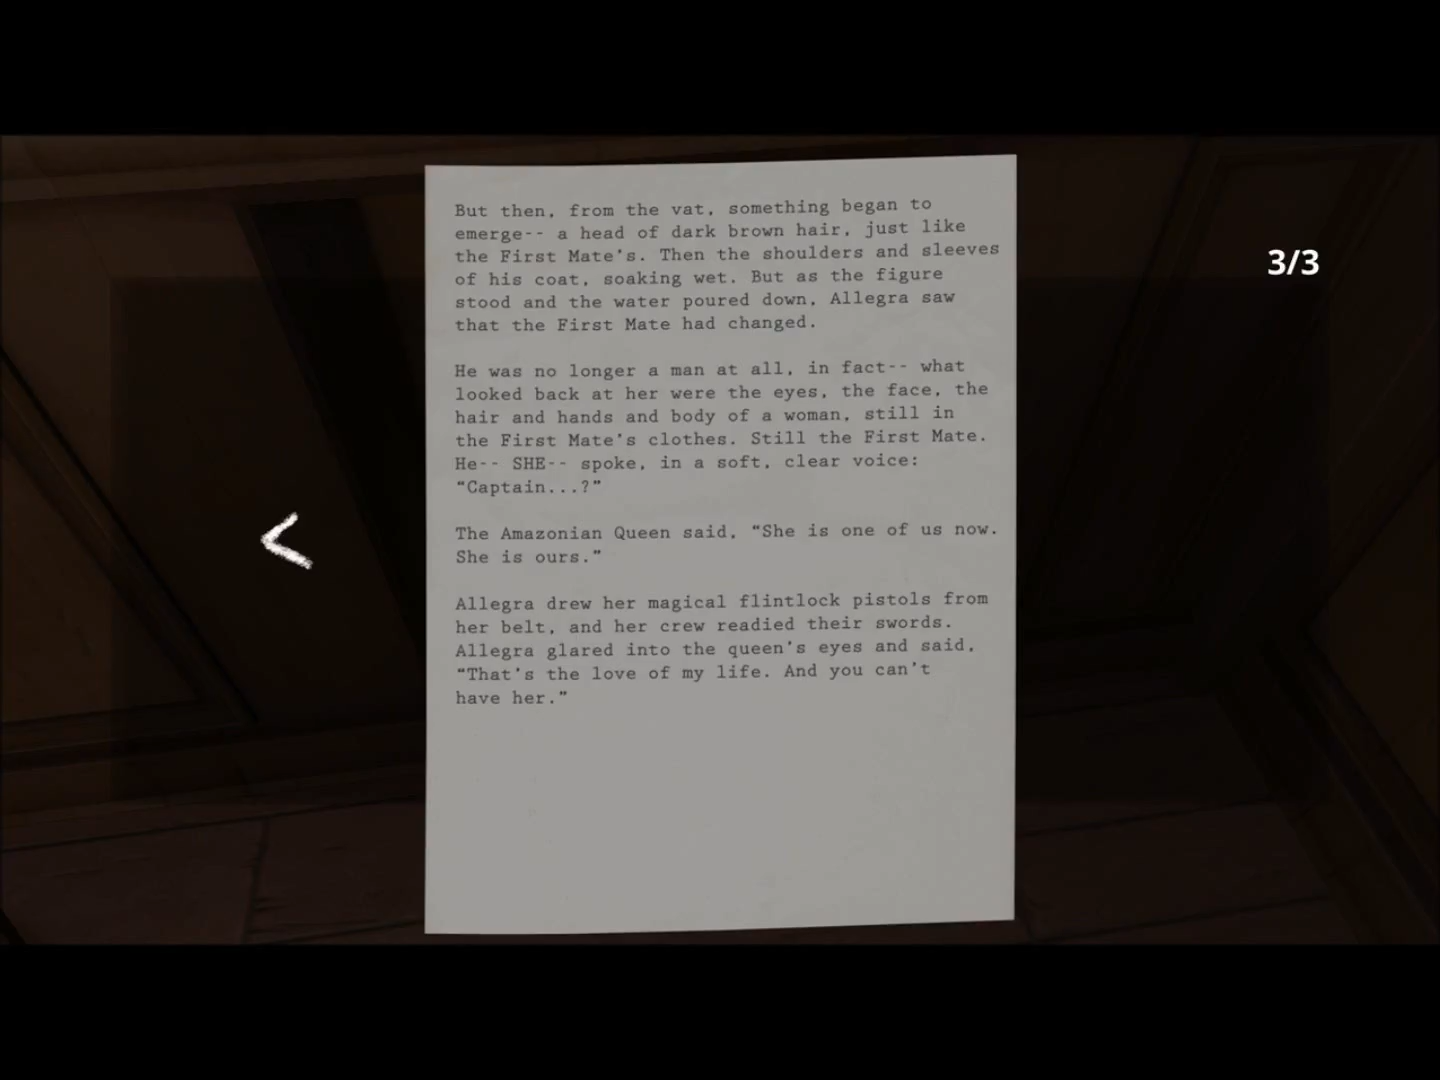 But then, from the vat, something began to
emerge-- a head of dark brown hair, just like
the First Mate's. Then the shoulders and sleeves
of his coat, soaking wet. But as the figure
stood and the water poured down, Allegra saw
that the First Mate had changed.
He was no longer a man at all, in fact-- what
looked back at her were the eyes, the face, the
hair and hands and body of a woman, still in
the First Mate's clothes. Still the First Mate.
He-- SHE-- spoke, in a soft, clear voice:
“Captain...?”
The Amazonian Queen said, “She is one of us now.
She is ours.”
Allegra drew her magical flintlock pistols from
her belt, and her crew readied their swords.
Allegra glared into the queen's eyes and said,
“That's the love of my life. And you can't
have her.”
3/3